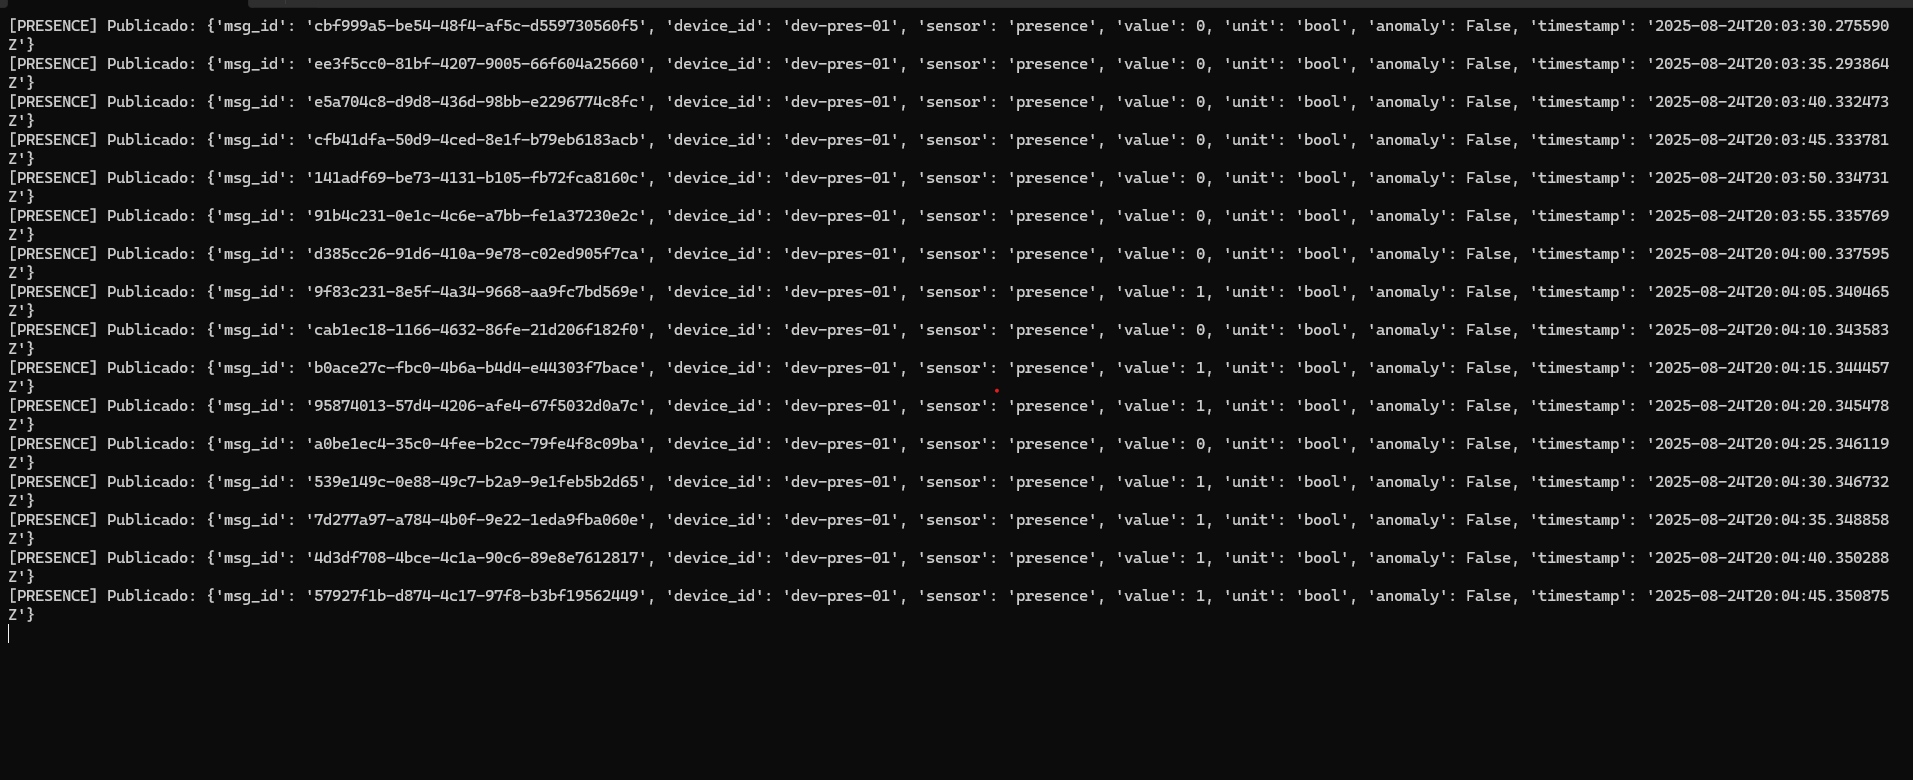 [PRESENCE] Publicado: {'msg_id': 'cbf999a5-be54-48f4-af5c-d559730560f5', 'device_id': 'dev-pres-01', 'sensor': 'presence', 'value': 0, 'unit': 'bool', 'anomaly': False, 'timestamp': '2025-08-24T20:03:30.275590
Z'}
[PRESENCE] Publicado: {'msg_id': 'ee3f5cc0-81bf-4207-9005-66f604a25660', 'device_id': 'dev-pres-01', 'sensor': 'presence', 'value': 0, 'unit': 'bool', 'anomaly': False, 'timestamp': '2025-08-24T20:03:35.293864
Z'}
[PRESENCE] Publicado: {'msg_id': 'e5a704c8-d9d8-436d-98bb-e2296774c8fc', 'device_id': 'dev-pres-01', 'sensor': 'presence', 'value': 0, 'unit': 'bool', 'anomaly': False, 'timestamp': '2025-08-24T20:03:40.332473
Z'}
[PRESENCE] Publicado: {'msg_id': 'cfb41dfa-50d9-4ced-8e1f-b79eb6183acb', 'device_id': 'dev-pres-01', 'sensor': 'presence', 'value': 0, 'unit': 'bool', 'anomaly': False, 'timestamp': '2025-08-24T20:03:45.333781
Z'}
[PRESENCE] Publicado: {'msg_id': '141adf69-be73-4131-b105-fb72fca8160c', 'device_id': 'dev-pres-01', 'sensor': 'presence', 'value': 0, 'unit': 'bool', 'anomaly': False, 'timestamp': '2025-08-24T20:03:50.334731
Z'}
[PRESENCE] Publicado: {'msg_id': '91b4c231-0e1c-4c6e-a7bb-fe1a37230e2c', 'device_id': 'dev-pres-01', 'sensor': 'presence', 'value': 0, 'unit': 'bool', 'anomaly': False, 'timestamp': '2025-08-24T20:03:55.335769
Z'}
[PRESENCE] Publicado: {'msg_id': 'd385cc26-91d6-410a-9e78-c02ed905f7ca', 'device_id': 'dev-pres-01', 'sensor': 'presence', 'value': 0, 'unit': 'bool', 'anomaly': False, 'timestamp': '2025-08-24T20:04:00.337595
Z'}
[PRESENCE] Publicado: {'msg_id': '9f83c231-8e5f-4a34-9668-aa9fc7bd569e', 'device_id': 'dev-pres-01', 'sensor': 'presence', 'value': 1, 'unit': 'bool', 'anomaly': False, 'timestamp': '2025-08-24T20:04:05.340465
Z'}
[PRESENCE] Publicado: {'msg_id': 'cab1ec18-1166-4632-86fe-21d206f182f0', 'device_id': 'dev-pres-01', 'sensor': 'presence', 'value': 0, 'unit': 'bool', 'anomaly': False, 'timestamp': '2025-08-24T20:04:10.343583
Z'}
[PRESENCE] Publicado: {'msg_id': 'b0ace27c-fbc0-4b6a-b4d4-e44303f7bace', 'device_id': 'dev-pres-01', 'sensor': 'presence', 'value': 1, 'unit': 'bool', 'anomaly': False, 'timestamp': '2025-08-24T20:04:15.344457
Z'}
[PRESENCE] Publicado: {'msg_id': '95874013-57d4-4206-afe4-67f5032d0a7c', 'device_id': 'dev-pres-01', 'sensor': 'presence', 'value': 1, 'unit': 'bool', 'anomaly': False, 'timestamp': '2025-08-24T20:04:20.345478
Z'}
[PRESENCE] Publicado: {'msg_id': 'a0be1ec4-35c0-4fee-b2cc-79fe4f8c09ba', 'device_id': 'dev-pres-01', 'sensor': 'presence', 'value': 0, 'unit': 'bool', 'anomaly': False, 'timestamp': '2025-08-24T20:04:25.346119
Z'}
[PRESENCE] Publicado: {'msg_id': '539e149c-0e88-49c7-b2a9-9e1feb5b2d65', 'device_id': 'dev-pres-01', 'sensor': 'presence', 'value': 1, 'unit': 'bool', 'anomaly': False, 'timestamp': '2025-08-24T20:04:30.346732
Z'}
[PRESENCE] Publicado: {'msg_id': '7d277a97-a784-4b0f-9e22-1eda9fba060e', 'device_id': 'dev-pres-01', 'sensor': 'presence', 'value': 1, 'unit': 'bool', 'anomaly': False, 'timestamp': '2025-08-24T20:04:35.348858
Z'}
[PRESENCE] Publicado: {'msg_id': '4d3df708-4bce-4c1a-90c6-89e8e7612817', 'device_id': 'dev-pres-01', 'sensor': 'presence', 'value': 1, 'unit': 'bool', 'anomaly': False, 'timestamp': '2025-08-24T20:04:40.350288
Z'}
[PRESENCE] Publicado: {'msg_id': '57927f1b-d874-4c17-97f8-b3bf19562449', 'device_id': 'dev-pres-01', 'sensor': 'presence', 'value': 1, 'unit': 'bool', 'anomaly': False, 'timestamp': '2025-08-24T20:04:45.350875
Z'}